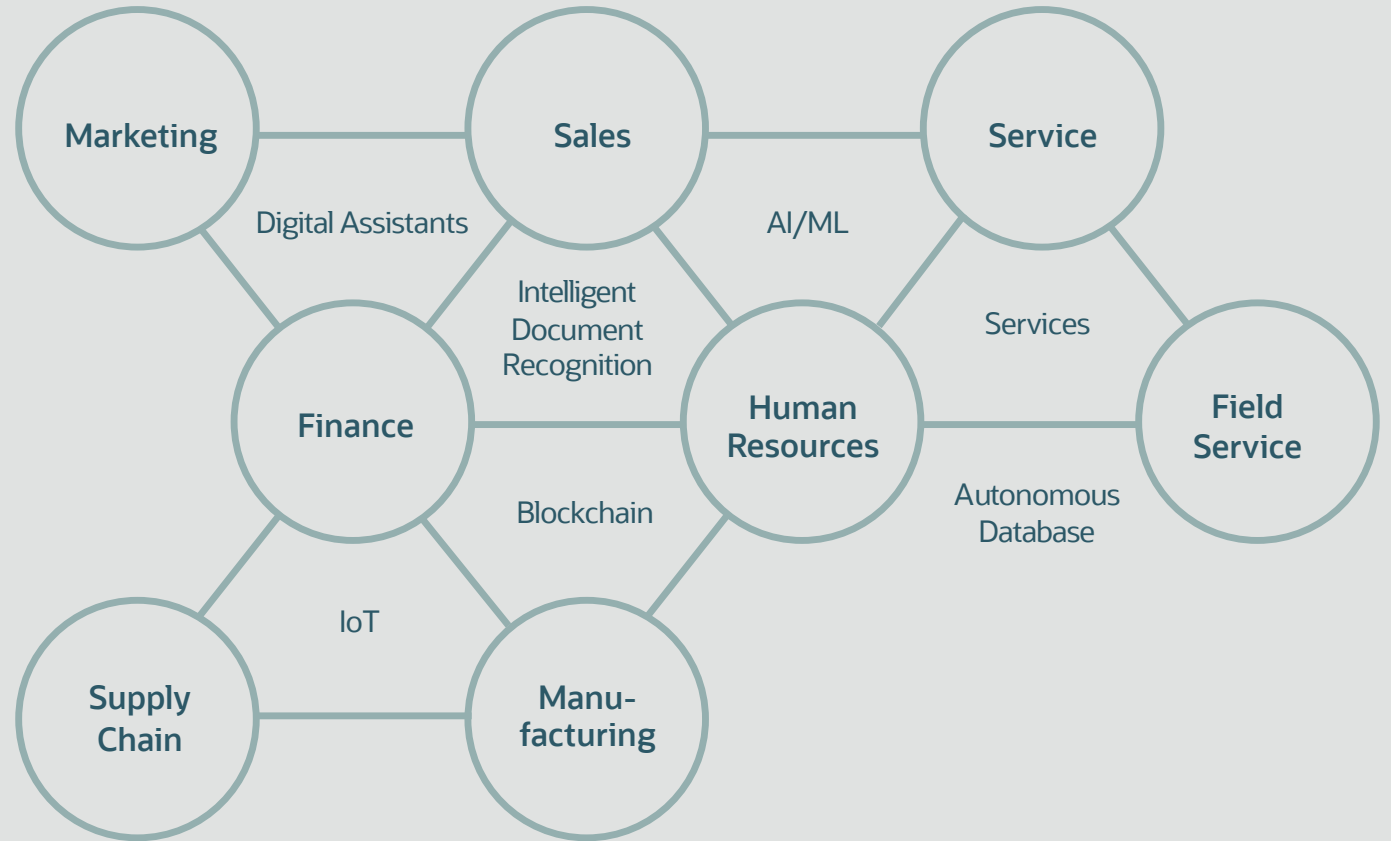 Marketing
Sales
Service
Digital Assistants
AI/ML
Intelligent
Document
Recognition
Services
Finance
Human
Resources
Field
Service
Blockchain
Autonomous
Database
IoT
Supply
Chain
Manu-
facturing